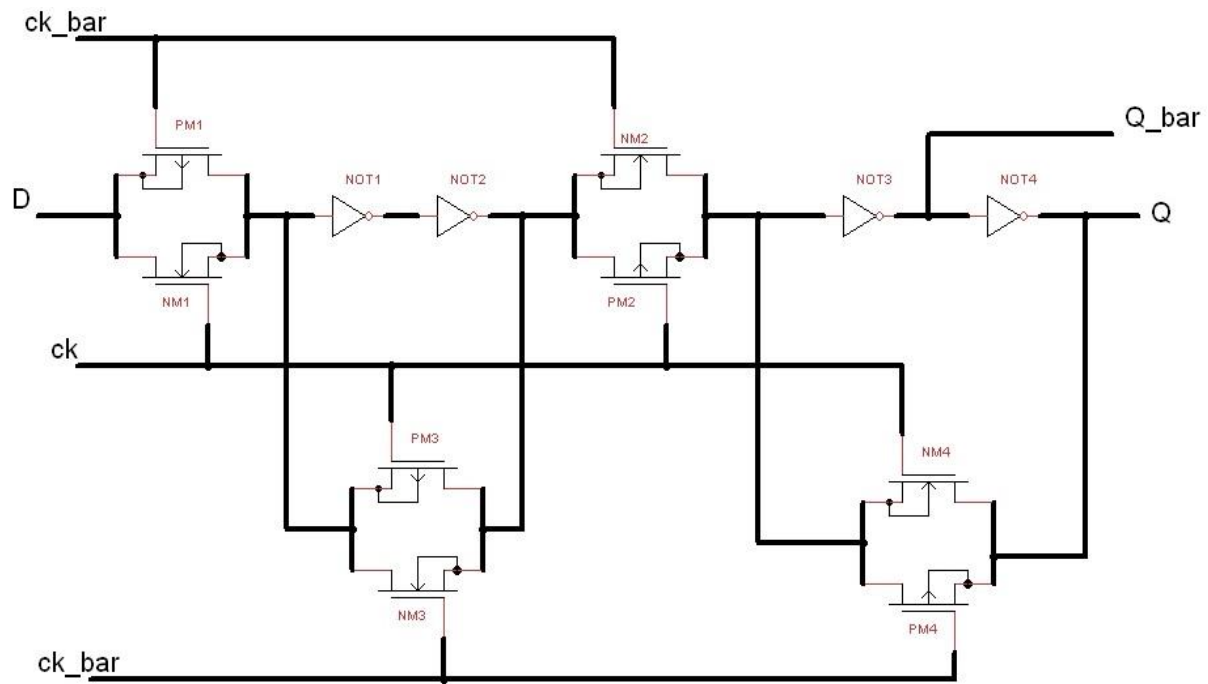 ck_bar
PM1
NM2
Q_bar
NOT1
NOT2
NOT3
NOT4
D
Q
NM1
PM2
ck
PM3
NM4
NM3
PM4
ck_bar